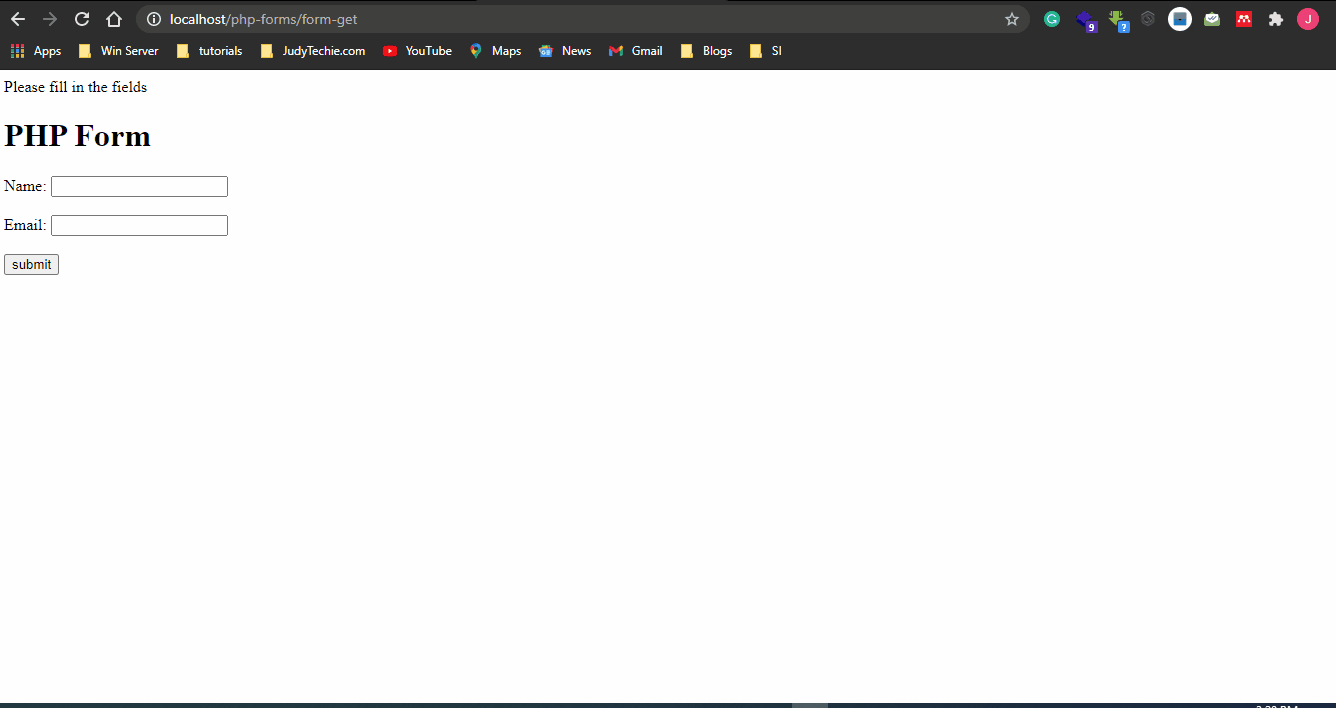 localhost/php-forms/form-get
9
?
J
Apps Win Server tutorials JudyTechie.com YouTube Maps News Gmail Blogs SI
Please fill in the fields
PHP Form
Name:
Email:
submit